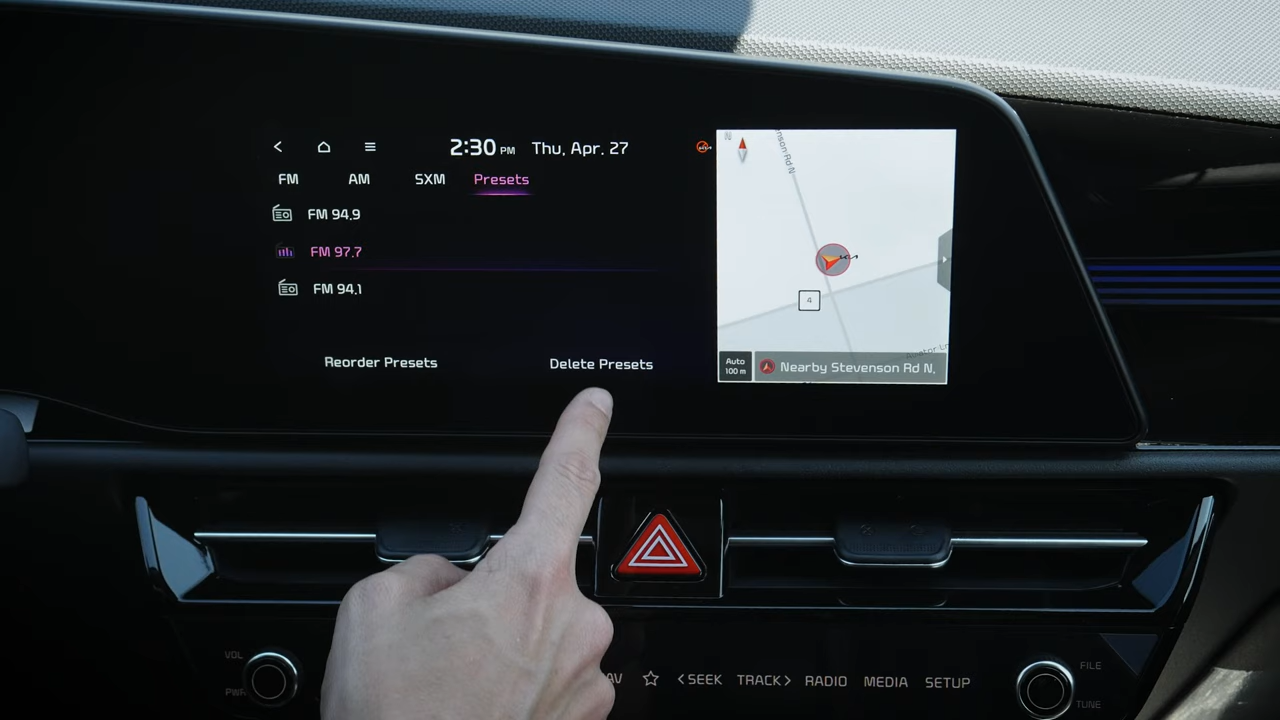 2:30 PM Thu, Apr. 27
FM AM SXM Presets
FM 94.9
FM 97.7
FM 94.1
Reorder Presets Delete Presets
N
enson Rd N
4
Auto
100 m
Nearby Stevenson Rd N,
VOL
PWR
AV
<SEEK TRACK> RADIO MEDIA SETUP
FILE
TUNE